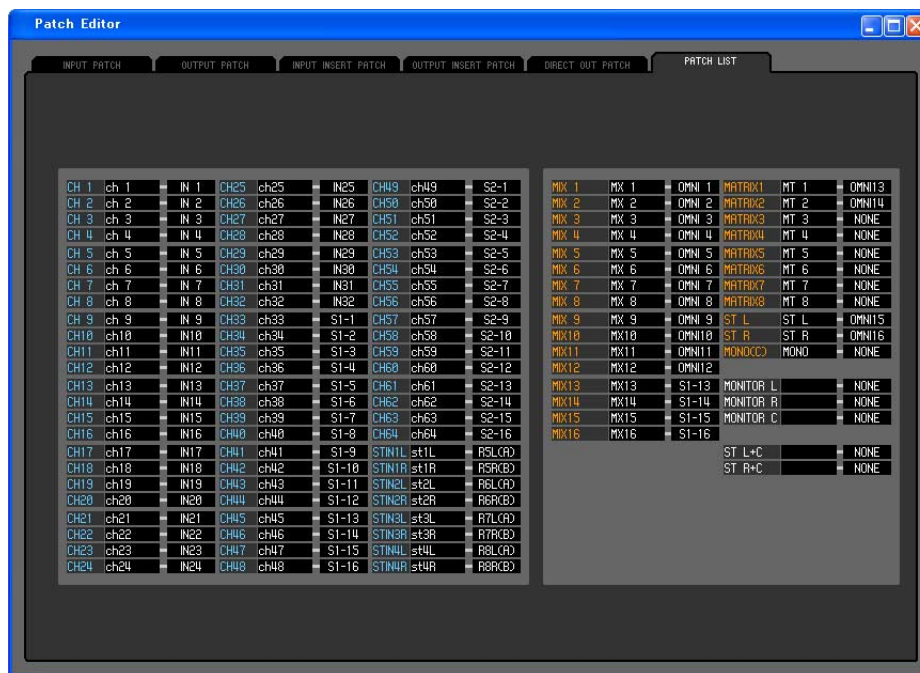 Patch Editor
INPUT PATCH OUTPUT PATCH INPUT INSERT PATCH OUTPUT INSERT PATCH DIRECT OUT PATCH PATCH LIST
CH 1 ch 1 IN 1 CH25 ch25 IN25 CH49 ch49 S2-1 MIX 1 MX 1 OMNI 1 MATRIX1 MT 1 OMNI13
CH 2 ch 2 IN 2 CH26 ch26 IN26 CH50 ch50 S2-2 MIX 2 MX 2 OMNI 2 MATRIX2 MT 2 OMNI14
CH 3 ch 3 IN 3 CH27 ch27 IN27 CH51 ch51 S2-3 MIX 3 MX 3 OMNI 3 MATRIX3 MT 3 NONE
CH 4 ch 4 IN 4 CH28 ch28 IN28 CH52 ch52 S2-4 MIX 4 MX 4 OMNI 4 MATRIX4 MT 4 NONE
CH 5 ch 5 IN 5 CH29 ch29 IN29 CH53 ch53 S2-5 MIX 5 MX 5 OMNI 5 MATRIX5 MT 5 NONE
CH 6 ch 6 IN 6 CH30 ch30 IN30 CH54 ch54 S2-6 MIX 6 MX 6 OMNI 6 MATRIX6 MT 6 NONE
CH 7 ch 7 IN 7 CH31 ch31 IN31 CH55 ch55 S2-7 MIX 7 MX 7 OMNI 7 MATRIX7 MT 7 NONE
CH 8 ch 8 IN 8 CH32 ch32 IN32 CH56 ch56 S2-8 MIX 8 MX 8 OMNI 8 MATRIX8 MT 8 NONE
CH 9 ch 9 IN 9 CH33 ch33 S1-1 CH57 ch57 S2-9 MIX 9 MX 9 OMNI 9 ST L ST L OMNI15
CH10 ch10 IN10 CH34 ch34 S1-2 CH58 ch58 S2-10 MIX10 MX10 OMNI10 ST R ST R OMNI16
CH11 ch11 IN11 CH35 ch35 S1-3 CH59 ch59 S2-11 MIX11 MX11 OMNI11 MONO(C) MONO NONE
CH12 ch12 IN12 CH36 ch36 S1-4 CH60 ch60 S2-12 MIX12 MX12 OMNI12
CH13 ch13 IN13 CH37 ch37 S1-5 CH61 ch61 S2-13 MIX13 MX13 S1-13 MONITOR L NONE
CH14 ch14 IN14 CH38 ch38 S1-6 CH62 ch62 S2-14 MIX14 MX14 S1-14 MONITOR R NONE
CH15 ch15 IN15 CH39 ch39 S1-7 CH63 ch63 S2-15 MIX15 MX15 S1-15 MONITOR C NONE
CH16 ch16 IN16 CH40 ch40 S1-8 CH64 ch64 S2-16 MIX16 MX16 S1-16
CH17 ch17 IN17 CH41 ch41 S1-9 STIN1L st1L R5L(A) ST L+C NONE
CH18 ch18 IN18 CH42 ch42 S1-10 STIN1R st1R R5R(B) ST R+C NONE
CH19 ch19 IN19 CH43 ch43 S1-11 STIN2L st2L R6L(A)
CH20 ch20 IN20 CH44 ch44 S1-12 STIN2R st2R R6R(B)
CH21 ch21 IN21 CH45 ch45 S1-13 STIN3L st3L R7L(A)
CH22 ch22 IN22 CH46 ch46 S1-14 STIN3R st3R R7R(B)
CH23 ch23 IN23 CH47 ch47 S1-15 STIN4L st4L R8L(A)
CH24 ch24 IN24 CH48 ch48 S1-16 STIN4R st4R R8R(B)